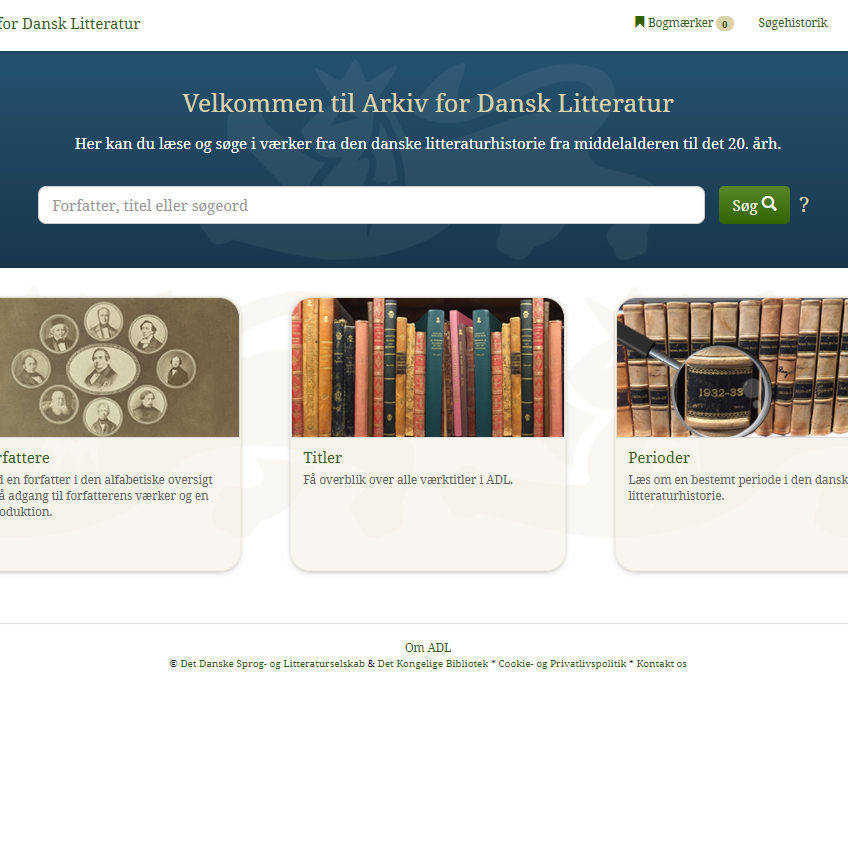 for Dansk Litteratur
Bogmærker 0
Søgehistorik
Velkommen til Arkiv for Dansk Litteratur
Her kan du læse og søge i værker fra den danske litteraturhistorie fra middelalderen til det 20. årh.
Forfatter, titel eller søgeord
Søg
?
1932-33
Titler
Perioder
en forfatter i den alfabetiske oversigt
adgang til forfatterens værker og en
Få overblik over alle værktitler i ADL.
Læs om en bestemt periode i den
litteraturhistorie.
Om ADL
© Det Danske Sprog- og Litteraturselskab & Det Kongelige Bibliotek * Cookie- og Privatlivspolitik * Kontakt os